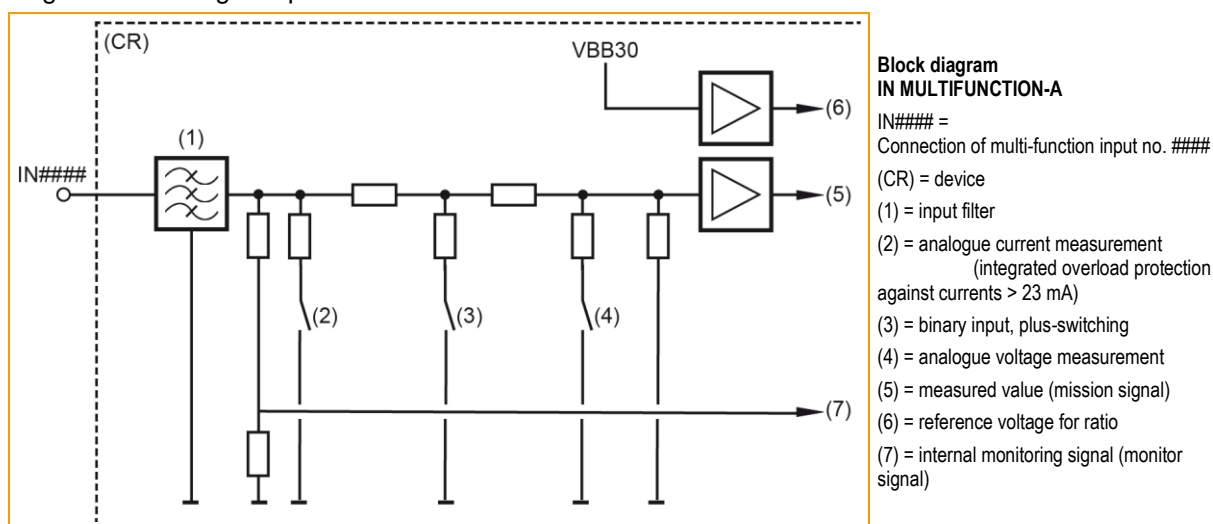 (CR)
VBB30
(6)
(1)
IN####
(5)
(2)
(3)
(4)
(7)
Block diagram
IN MULTIFUNCTION-A
IN#### =
Connection of multi-function input no. ####
(CR) = device
(1) = input filter
(2) = analogue current measurement
(integrated overload protection
against currents > 23 mA)
(3) = binary input, plus-switching
(4) = analogue voltage measurement
(5) = measured value (mission signal)
(6) = reference voltage for ratio
(7) = internal monitoring signal (monitor
signal)